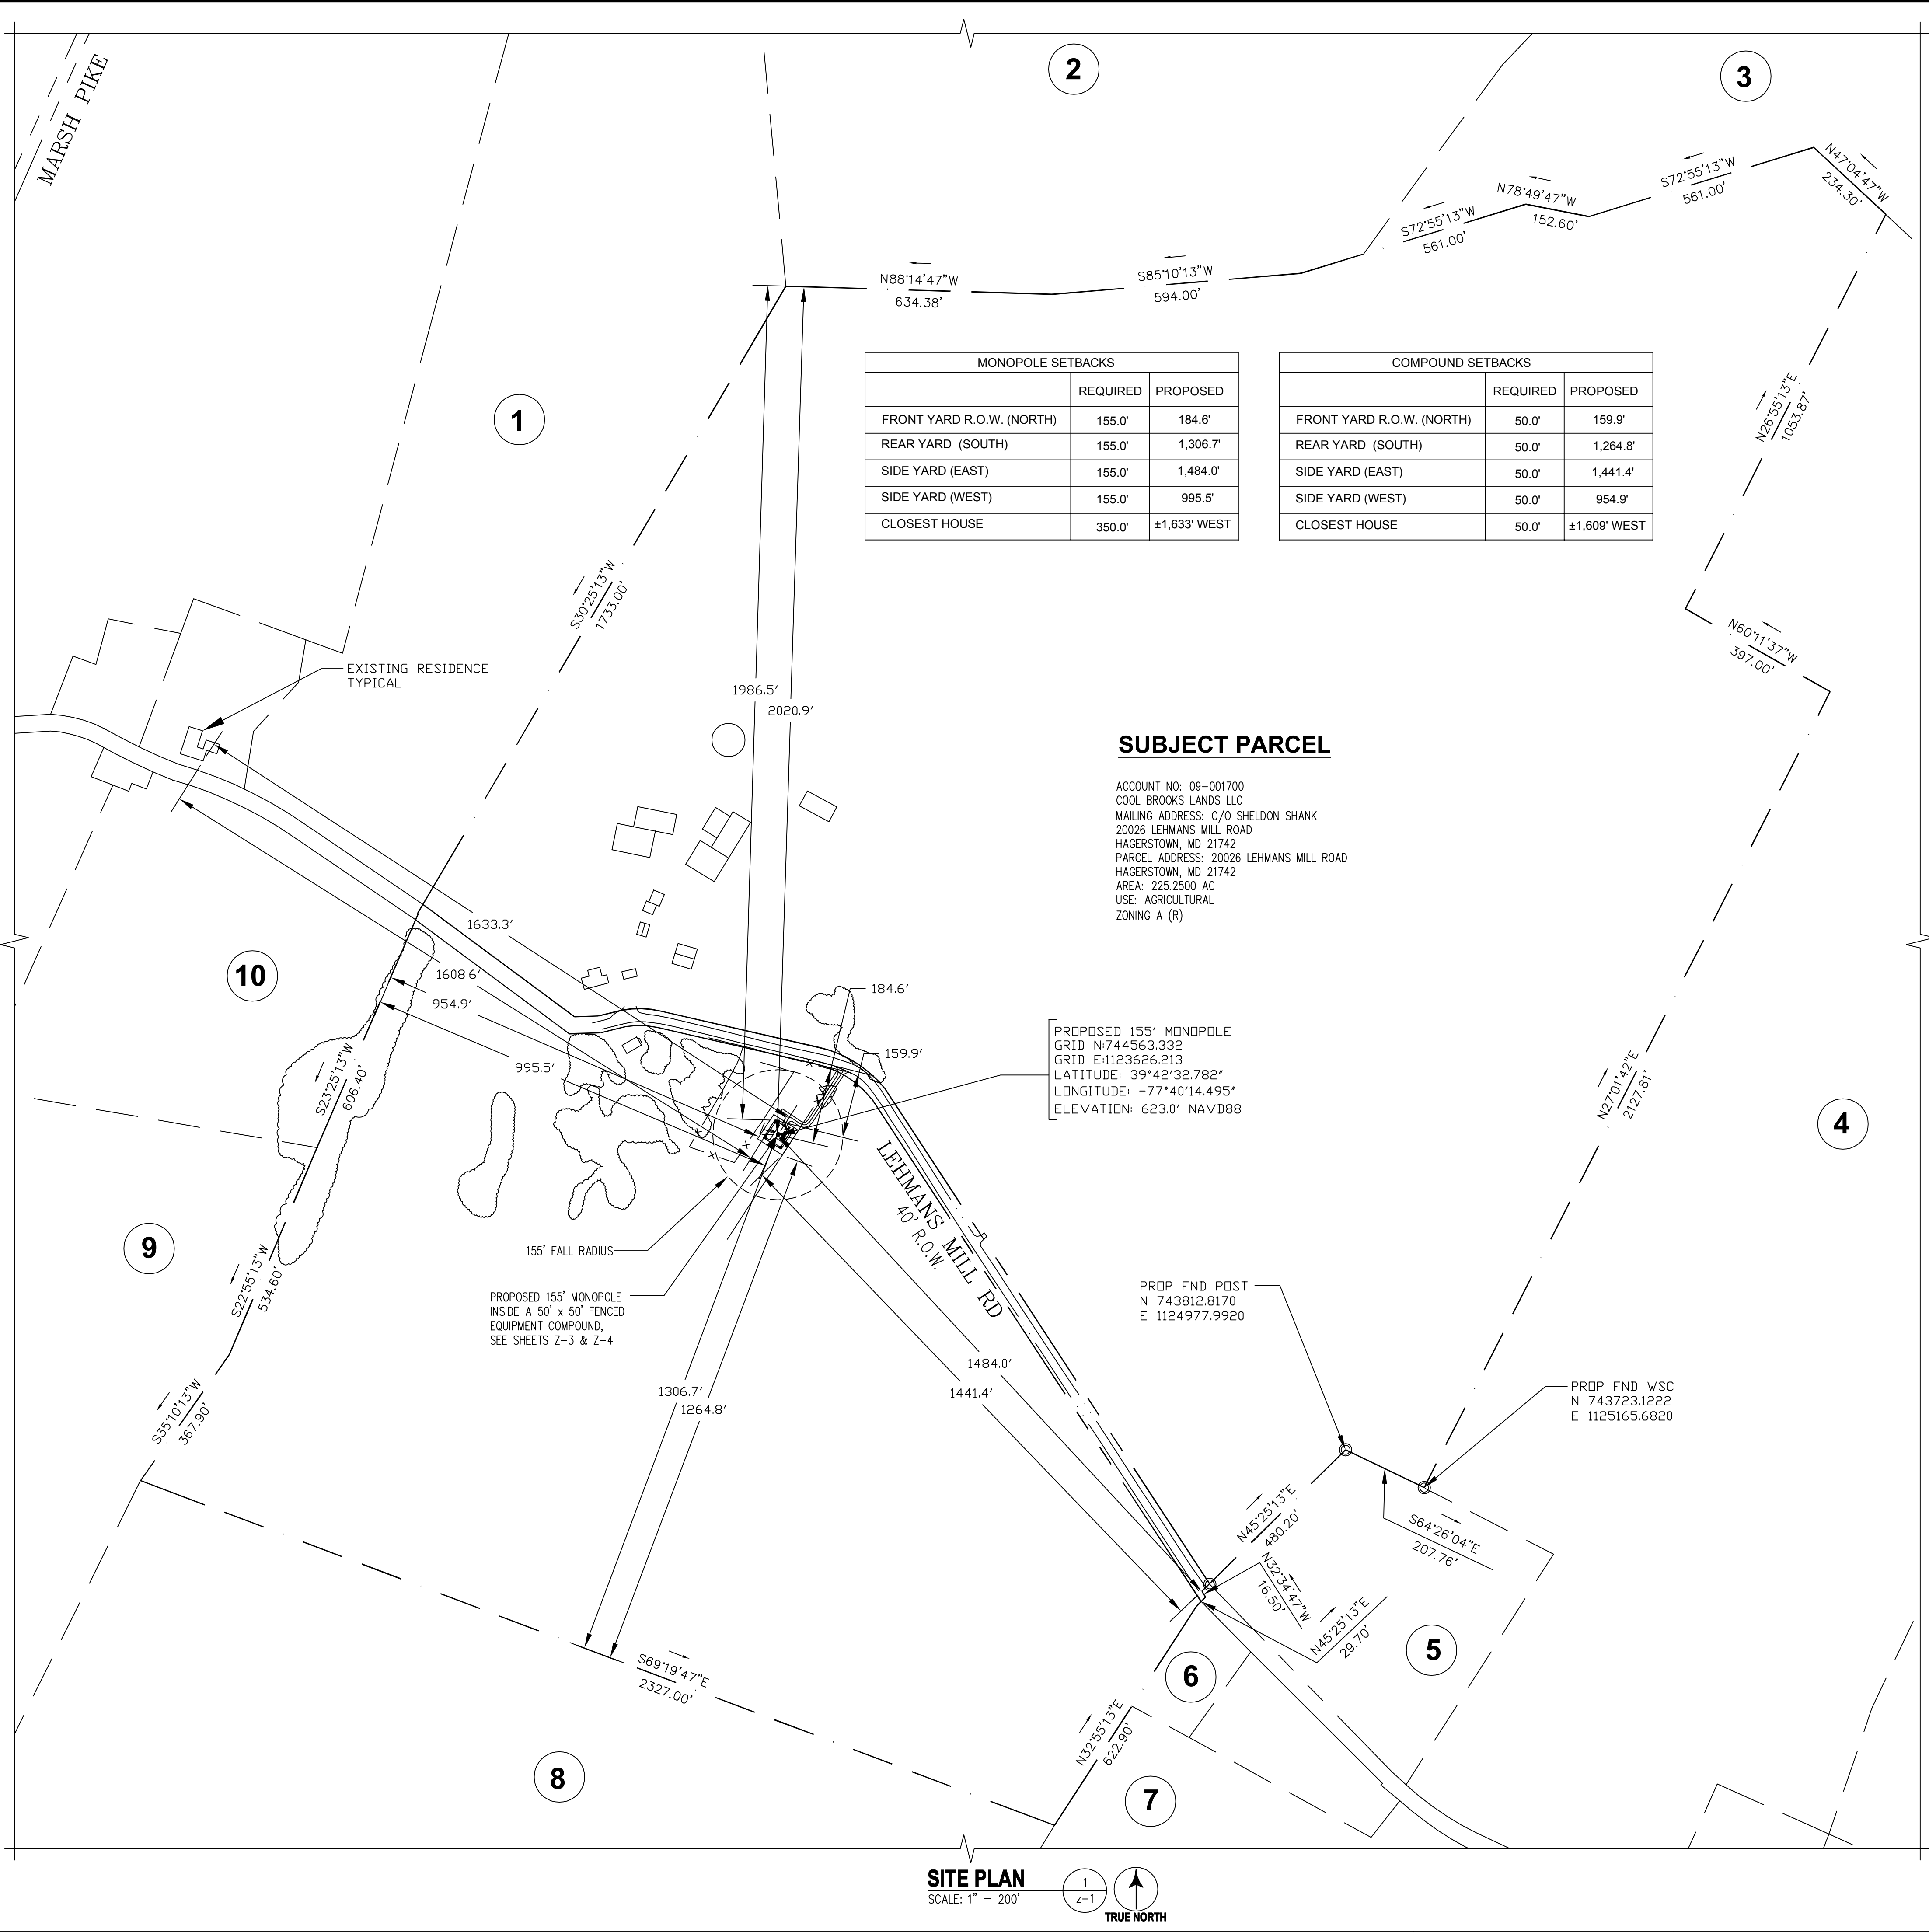 MARSH PIKE
2
3
N47°04'47"W
234.30'
S72°55'13"W
561.00'
N78°49'47"W
152.60'
S72°55'13"W
561.00'
S85°10'13"W
594.00'
N88°14'47"W
634.38'
MONOPOLE SETBACKS
REQUIRED PROPOSED
FRONT YARD R.O.W. (NORTH) 155.0' 184.6'
REAR YARD (SOUTH) 155.0' 1,306.7'
SIDE YARD (EAST) 155.0' 1,484.0'
SIDE YARD (WEST) 155.0' 995.5'
CLOSEST HOUSE 350.0' ±1,633' WEST
COMPOUND SETBACKS
REQUIRED PROPOSED
FRONT YARD R.O.W. (NORTH) 50.0' 159.9'
REAR YARD (SOUTH) 50.0' 1,264.8'
SIDE YARD (EAST) 50.0' 1,441.4'
SIDE YARD (WEST) 50.0' 954.9'
CLOSEST HOUSE 50.0' ±1,609' WEST
N26°55'13"E
1053.87'
1
S30°25'13"W
1733.00'
N60°11'37"W
397.00'
EXISTING RESIDENCE
TYPICAL
1986.5'
2020.9'
SUBJECT PARCEL
ACCOUNT NO: 09-001700
COOL BROOKS LANDS LLC
MAILING ADDRESS: C/O SHELDON SHANK
20026 LEHMANS MILL ROAD
HAGERSTOWN, MD 21742
PARCEL ADDRESS: 20026 LEHMANS MILL ROAD
HAGERSTOWN, MD 21742
AREA: 225.2500 AC
USE: AGRICULTURAL
ZONING A (R)
1633.3'
1608.6'
954.9'
995.5'
10
184.6'
159.9'
PROPOSED 155' MONOPOLE
GRID N:744563.332
GRID E:1123626.213
LATITUDE: 39°42'32.782"
LONGITUDE: -77°40'14.495"
ELEVATION: 623.0' NAVD88
S23°25'13"W
606.40'
N27°01'42"E
2127.81'
4
X
X
X
X
LEHMANS MILL RD
40' R.O.W.
9
S22°55'13"W
534.60'
155' FALL RADIUS
PROPOSED 155' MONOPOLE
INSIDE A 50' x 50' FENCED
EQUIPMENT COMPOUND,
SEE SHEETS Z-3 & Z-4
PROP FND POST
N 743812.8170
E 1124977.9920
PROP FND WSC
N 743723.1222
E 1125165.6820
1484.0'
1441.4'
1306.7'
1264.8'
S35°10'13"W
367.90'
N45°25'13"E
480.20'
S64°26'04"E
207.76'
N32°34'47"W
16.50'
N45°25'13"E
29.70'
5
6
S69°19'47"E
2327.00'
N32°55'13"E
622.90'
8
7
SITE PLAN
SCALE: 1" = 200'
1
z-1
TRUE NORTH